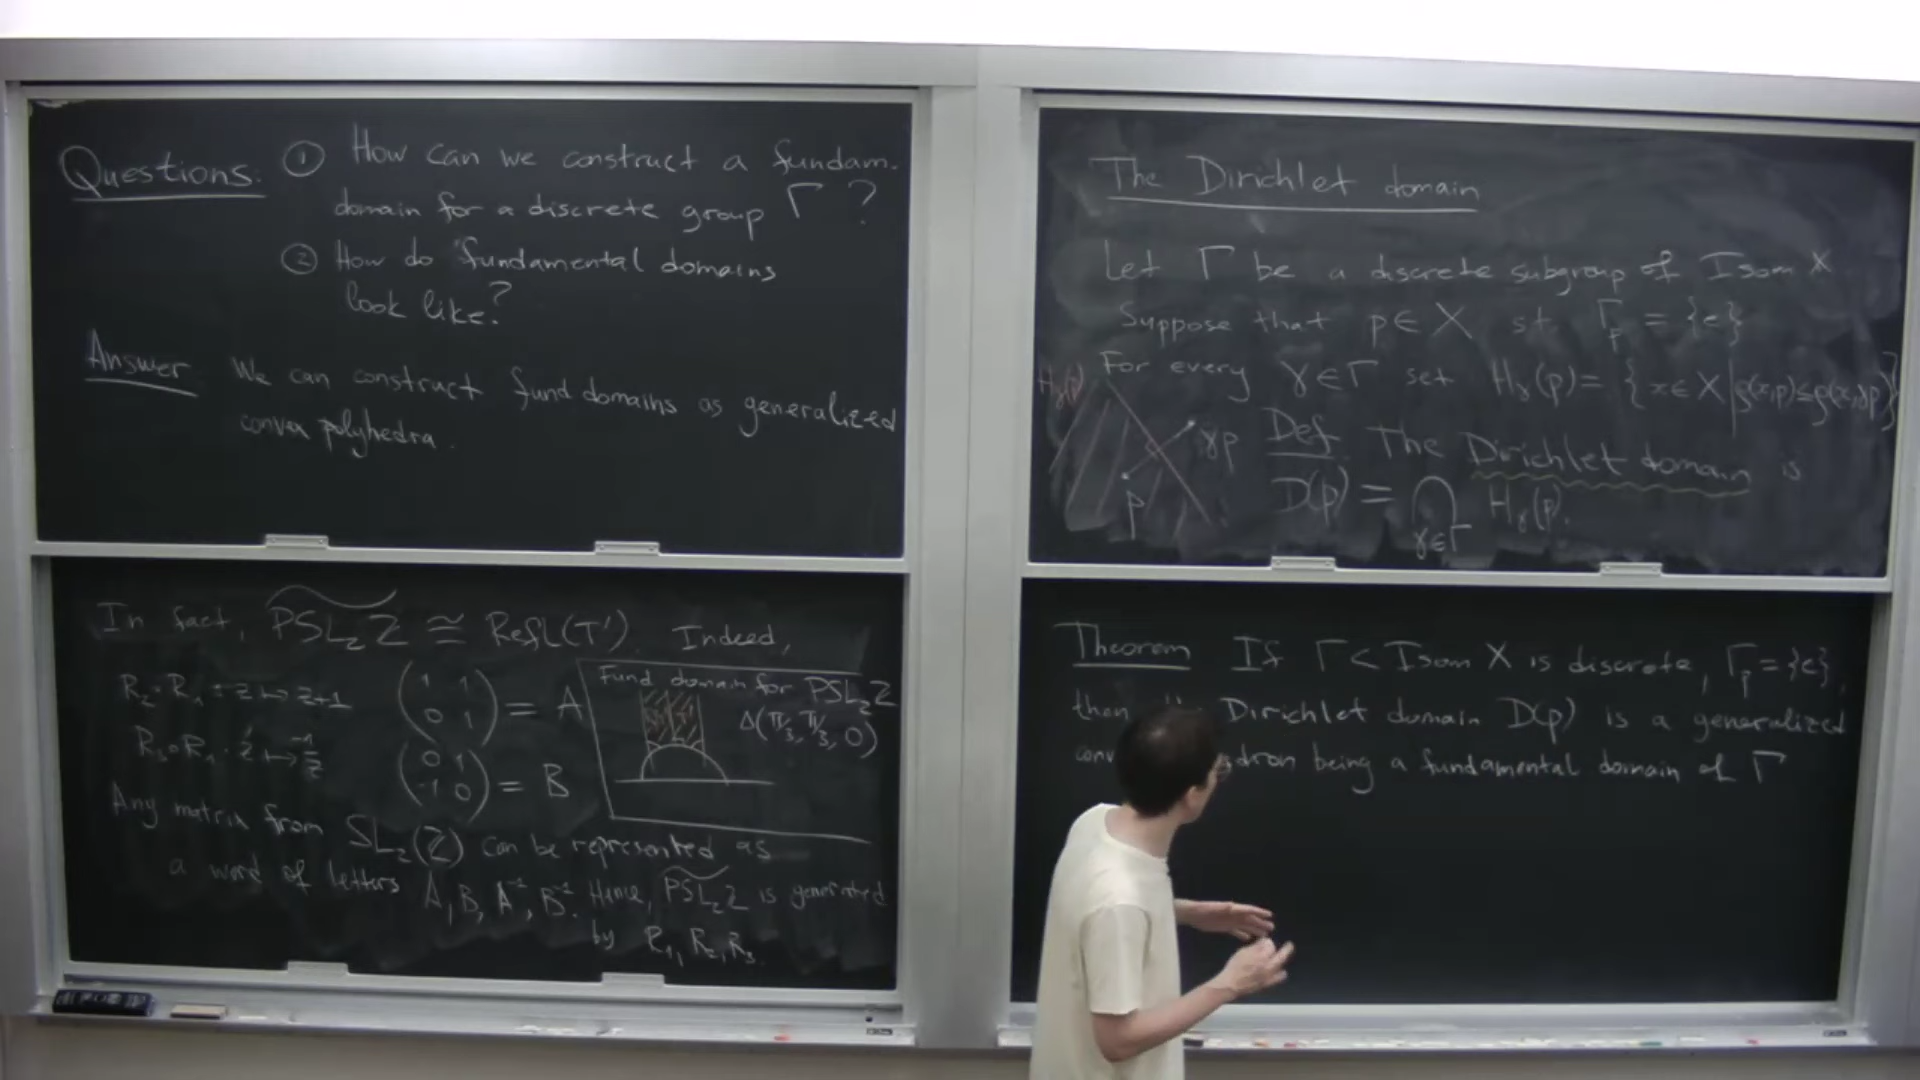 Questions: ① How can we construct a fundam.
domain for a discrete group Γ ?
② How do fundamental domains
look like?
Answer We can construct fund domains as generalized
convex polyhedra.
In fact, PSL₂Z ≅ Refl(T'). Indeed,
R₂∘R₁ : z ↦ z+1
(1 1
0 1) = A
R₃∘R₁ : z ↦ -1/z
(0 1
-1 0) = B
Fund domain for PSL₂Z
Δ(π/3, π/3, 0)
Any matrix from SL₂(Z) can be represented as
a word of letters A, B, A⁻¹, B⁻¹. Hence, PSL₂Z is generated
by R₁, R₂, R₃.
The Dirichlet domain
Let Γ be a discrete subgroup of Isom X
Suppose that p ∈ X st Γ_p = {e}
For every γ ∈ Γ set H_γ(p) = {x ∈ X | ρ(x,p) ≤ ρ(x,γp)}
H_γ(p)
γp
p
Def The Dirichlet domain is
D(p) = ⋂_{γ∈Γ} H_γ(p).
Theorem If Γ < Isom X is discrete, Γ_p = {e},
then Dirichlet domain D(p) is a generalized
being a fundamental domain of Γ